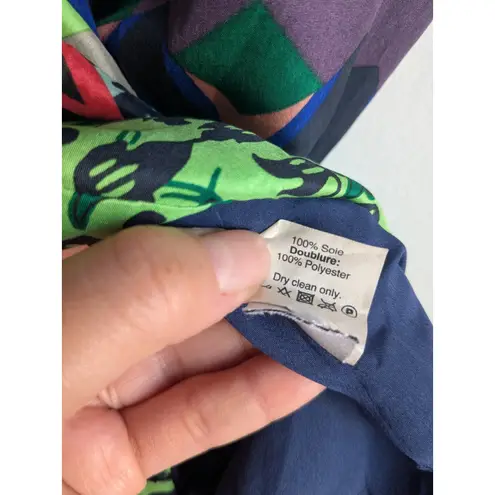 100% Soie
Doublure:
100% Polyester
Dry clean only.
P